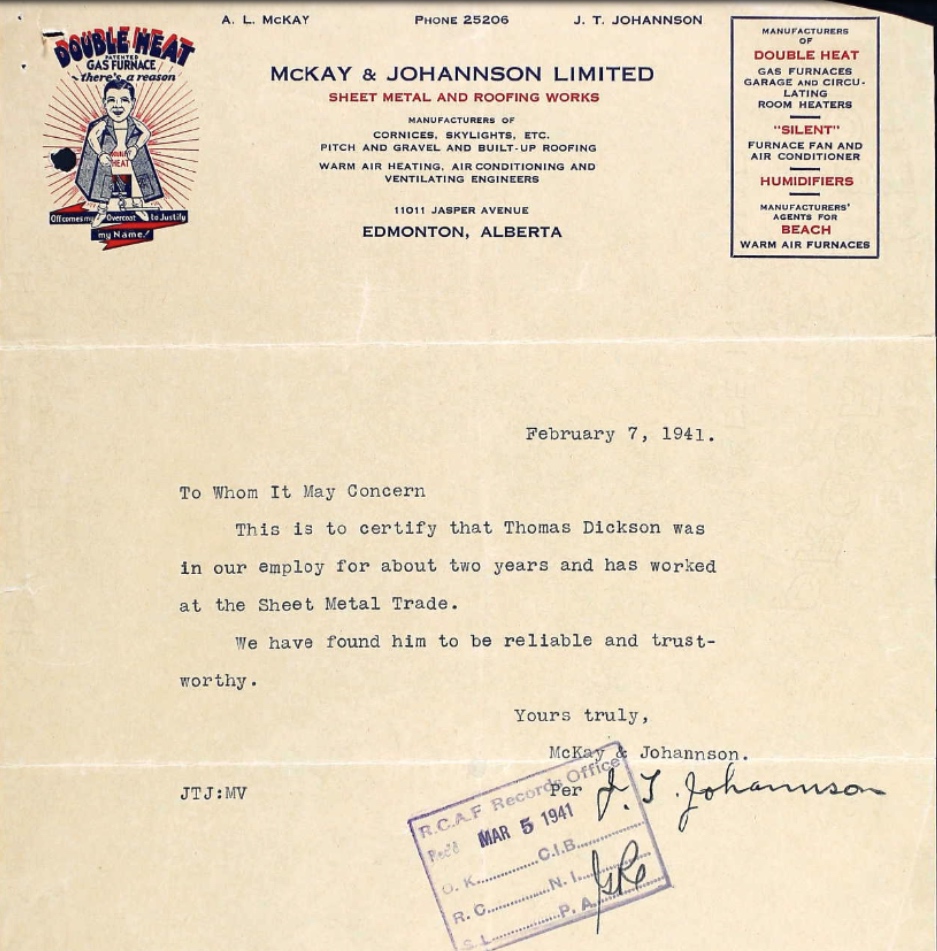 DOUBLE HEAT
PATENTED
GAS FURNACE
there's a reason
DOUBLE
HEAT
Off comes my Overcoat to Justify
my Name!
A. L. McKAY PHONE 25206 J. T. JOHANNSON
McKAY & JOHANNSON LIMITED
SHEET METAL AND ROOFING WORKS
MANUFACTURERS OF
CORNICES, SKYLIGHTS, ETC.
PITCH AND GRAVEL AND BUILT-UP ROOFING
WARM AIR HEATING, AIR CONDITIONING AND
VENTILATING ENGINEERS
11011 JASPER AVENUE
EDMONTON, ALBERTA
MANUFACTURERS
OF
DOUBLE HEAT
GAS FURNACES
GARAGE AND CIRCU-
LATING
ROOM HEATERS
"SILENT"
FURNACE FAN AND
AIR CONDITIONER
HUMIDIFIERS
MANUFACTURERS'
AGENTS FOR
BEACH
WARM AIR FURNACES
February 7, 1941.
To Whom It May Concern
This is to certify that Thomas Dickson was
in our employ for about two years and has worked
at the Sheet Metal Trade.
We have found him to be reliable and trust-
worthy.
Yours truly,
McKay & Johannson.
JTJ:MV Per J. T. Johannson
R.C.A.F Records Office
Rec'd MAR 5 1941
O. K. C.I.B.
R. C. N. I.
S. L. P. A.